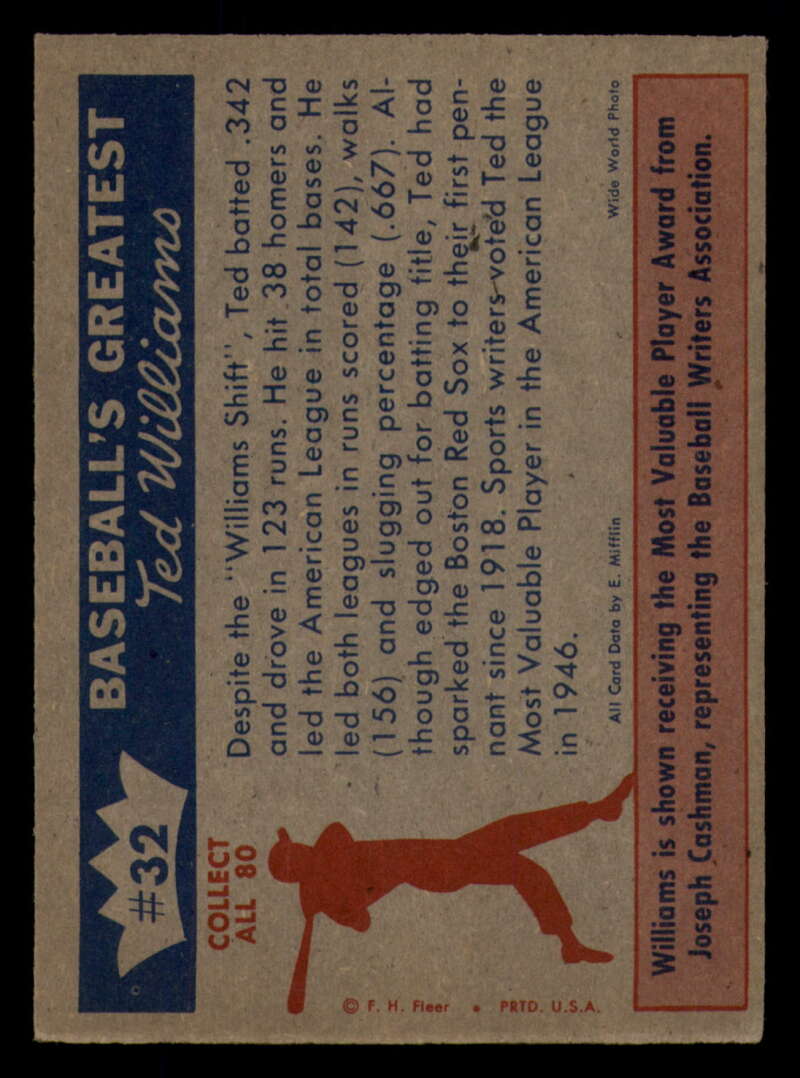 #32
BASEBALL'S GREATEST
Ted Williams
COLLECT
ALL 80
Despite the "Williams Shift", Ted batted .342
and drove in 123 runs. He hit 38 homers and
led the American League in total bases. He
led both leagues in runs scored (142), walks
(156) and slugging percentage (.667). Al-
though edged out for batting title, Ted had
sparked the Boston Red Sox to their first pen-
nant since 1918. Sports writers voted Ted the
Most Valuable Player in the American League
in 1946.
All Card Data by E. Mifflin
Wide World Photo
© F. H. Fleer • PRTD. U.S.A.
Williams is shown receiving the Most Valuable Player Award from
Joseph Cashman, representing the Baseball Writers Association.